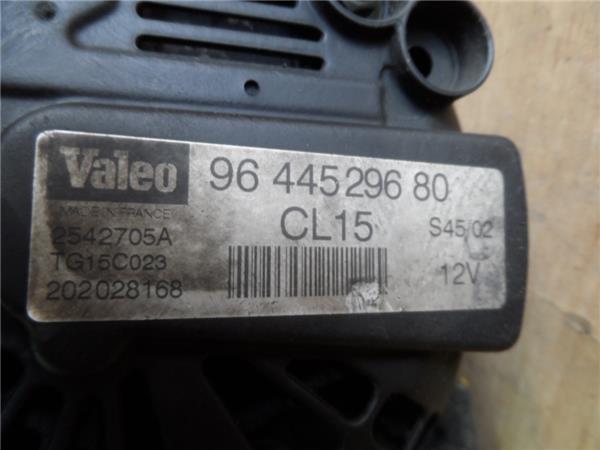 Valeo 96 445296 80
MADE IN FRANCE CL15 S45/02
2542705A
TG15C023 12V
202028168